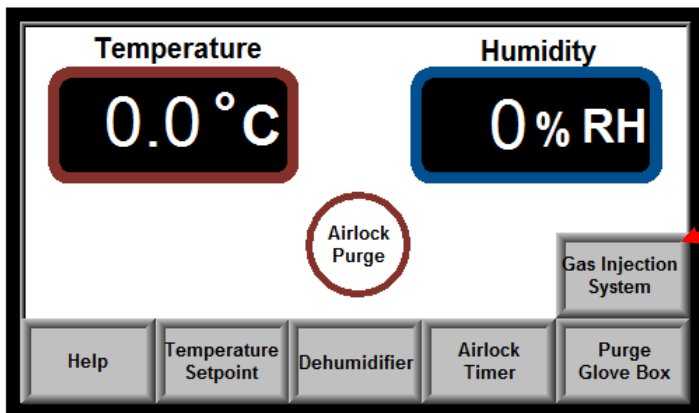 Temperature
Humidity
0.0 °C
0 % RH
Airlock
Purge
Gas Injection
System
Help
Temperature
Setpoint
Dehumidifier
Airlock
Timer
Purge
Glove Box